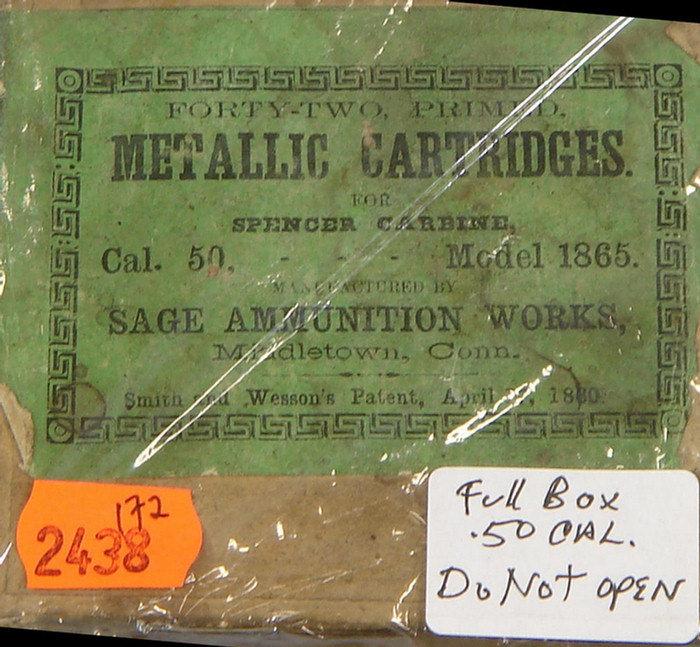 FORTY-TWO, PRIMED,
METALLIC CARTRIDGES.
FOR
SPENCER CARBINE,
Cal. 50, - - - Model 1865.
MANUFACTURED BY
SAGE AMMUNITION WORKS,
Middletown, Conn.
Smith and Wesson's Patent, April 1860.
172
2438
Full Box
.50 CAL.
Do Not OPEN